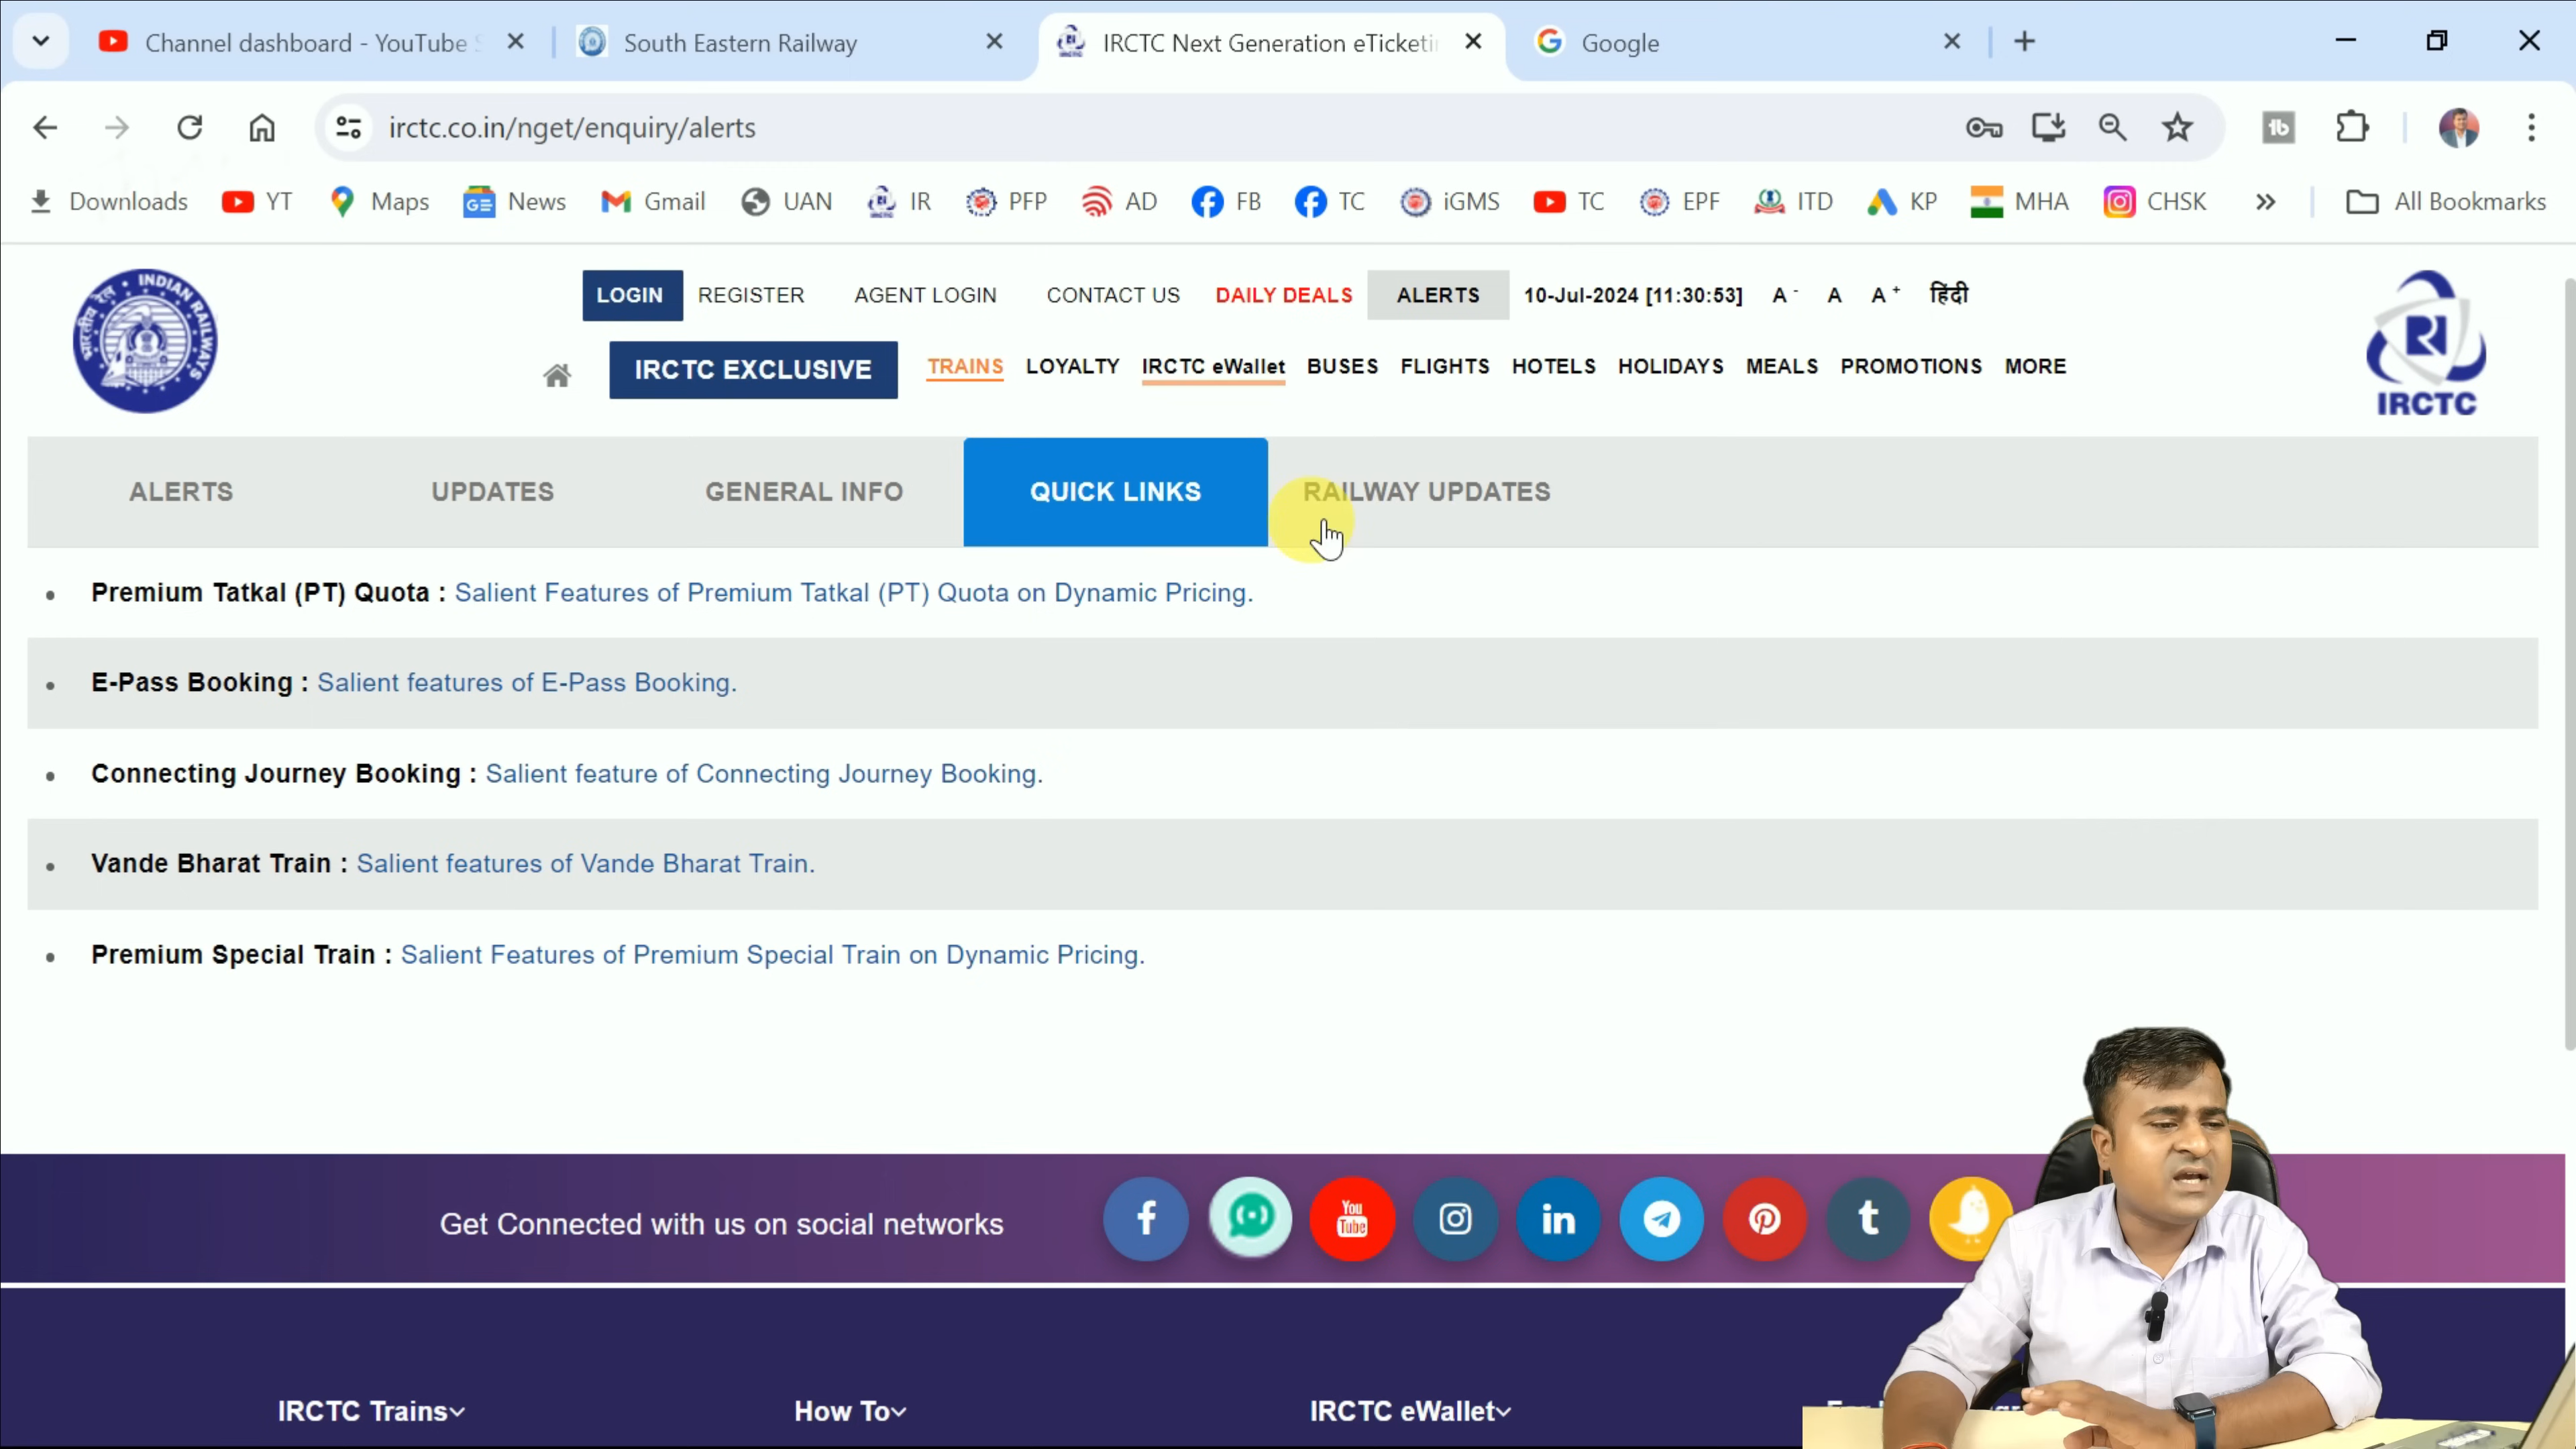 Channel dashboard - YouTube S
South Eastern Railway
IRCTC Next Generation eTicketi
Google
irctc.co.in/nget/enquiry/alerts
Downloads YT Maps News Gmail UAN IR PFP AD FB TC iGMS TC EPF ITD KP MHA CHSK » All Bookmarks
LOGIN REGISTER AGENT LOGIN CONTACT US DAILY DEALS ALERTS 10-Jul-2024 [11:30:53] A - A A + हिंदी
IRCTC EXCLUSIVE TRAINS LOYALTY IRCTC eWallet BUSES FLIGHTS HOTELS HOLIDAYS MEALS PROMOTIONS MORE
भारतीय रेल INDIAN RAILWAYS
IRCTC
ALERTS UPDATES GENERAL INFO QUICK LINKS RAILWAY UPDATES
Premium Tatkal (PT) Quota : Salient Features of Premium Tatkal (PT) Quota on Dynamic Pricing.
E-Pass Booking : Salient features of E-Pass Booking.
Connecting Journey Booking : Salient feature of Connecting Journey Booking.
Vande Bharat Train : Salient features of Vande Bharat Train.
Premium Special Train : Salient Features of Premium Special Train on Dynamic Pricing.
Get Connected with us on social networks
You
Tube
IRCTC Trains How To IRCTC eWallet